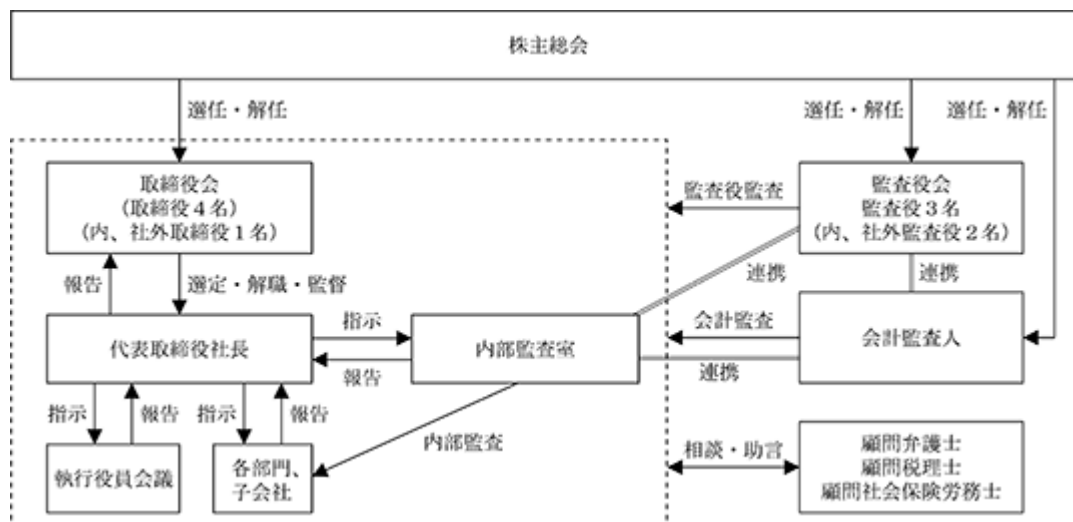 株主総会
選任・解任
選任・解任
選任・解任
取締役会
（取締役４名）
（内、社外取締役１名）
監査役監査
監査役会
監査役３名
（内、社外監査役２名）
報告
選定・解職・監督
連携
連携
代表取締役社長
指示
報告
内部監査室
会計監査
連携
会計監査人
指示
報告
指示
報告
内部監査
執行役員会議
各部門、
子会社
相談・助言
顧問弁護士
顧問税理士
顧問社会保険労務士